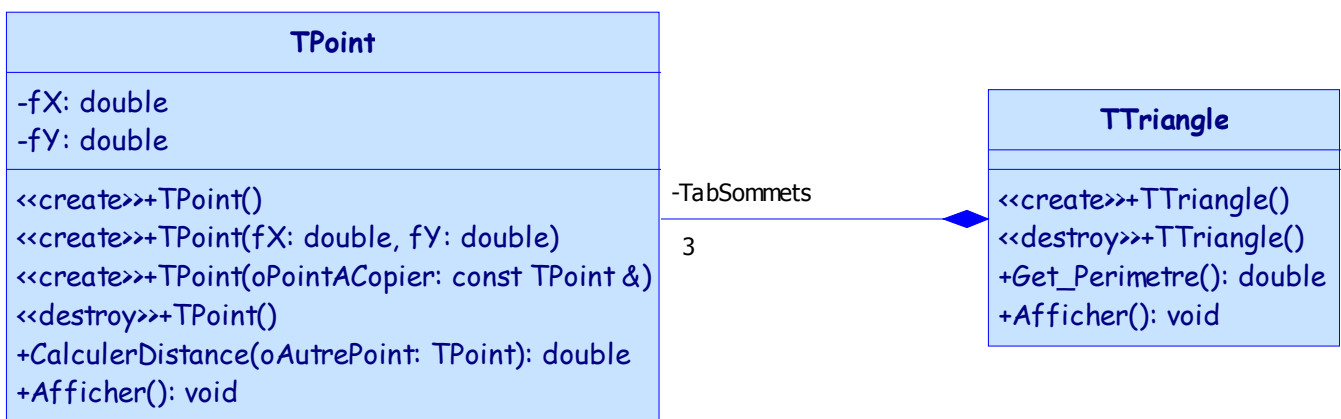 TPoint
-fX: double
-fY: double
<<create>>+TPoint()
<<create>>+TPoint(fX: double, fY: double)
<<create>>+TPoint(oPointACopier: const TPoint &)
<<destroy>>+TPoint()
+CalculerDistance(oAutrePoint: TPoint): double
+Afficher(): void
-TabSommets
3
TTriangle
<<create>>+TTriangle()
<<destroy>>+TTriangle()
+Get_Perimetre(): double
+Afficher(): void